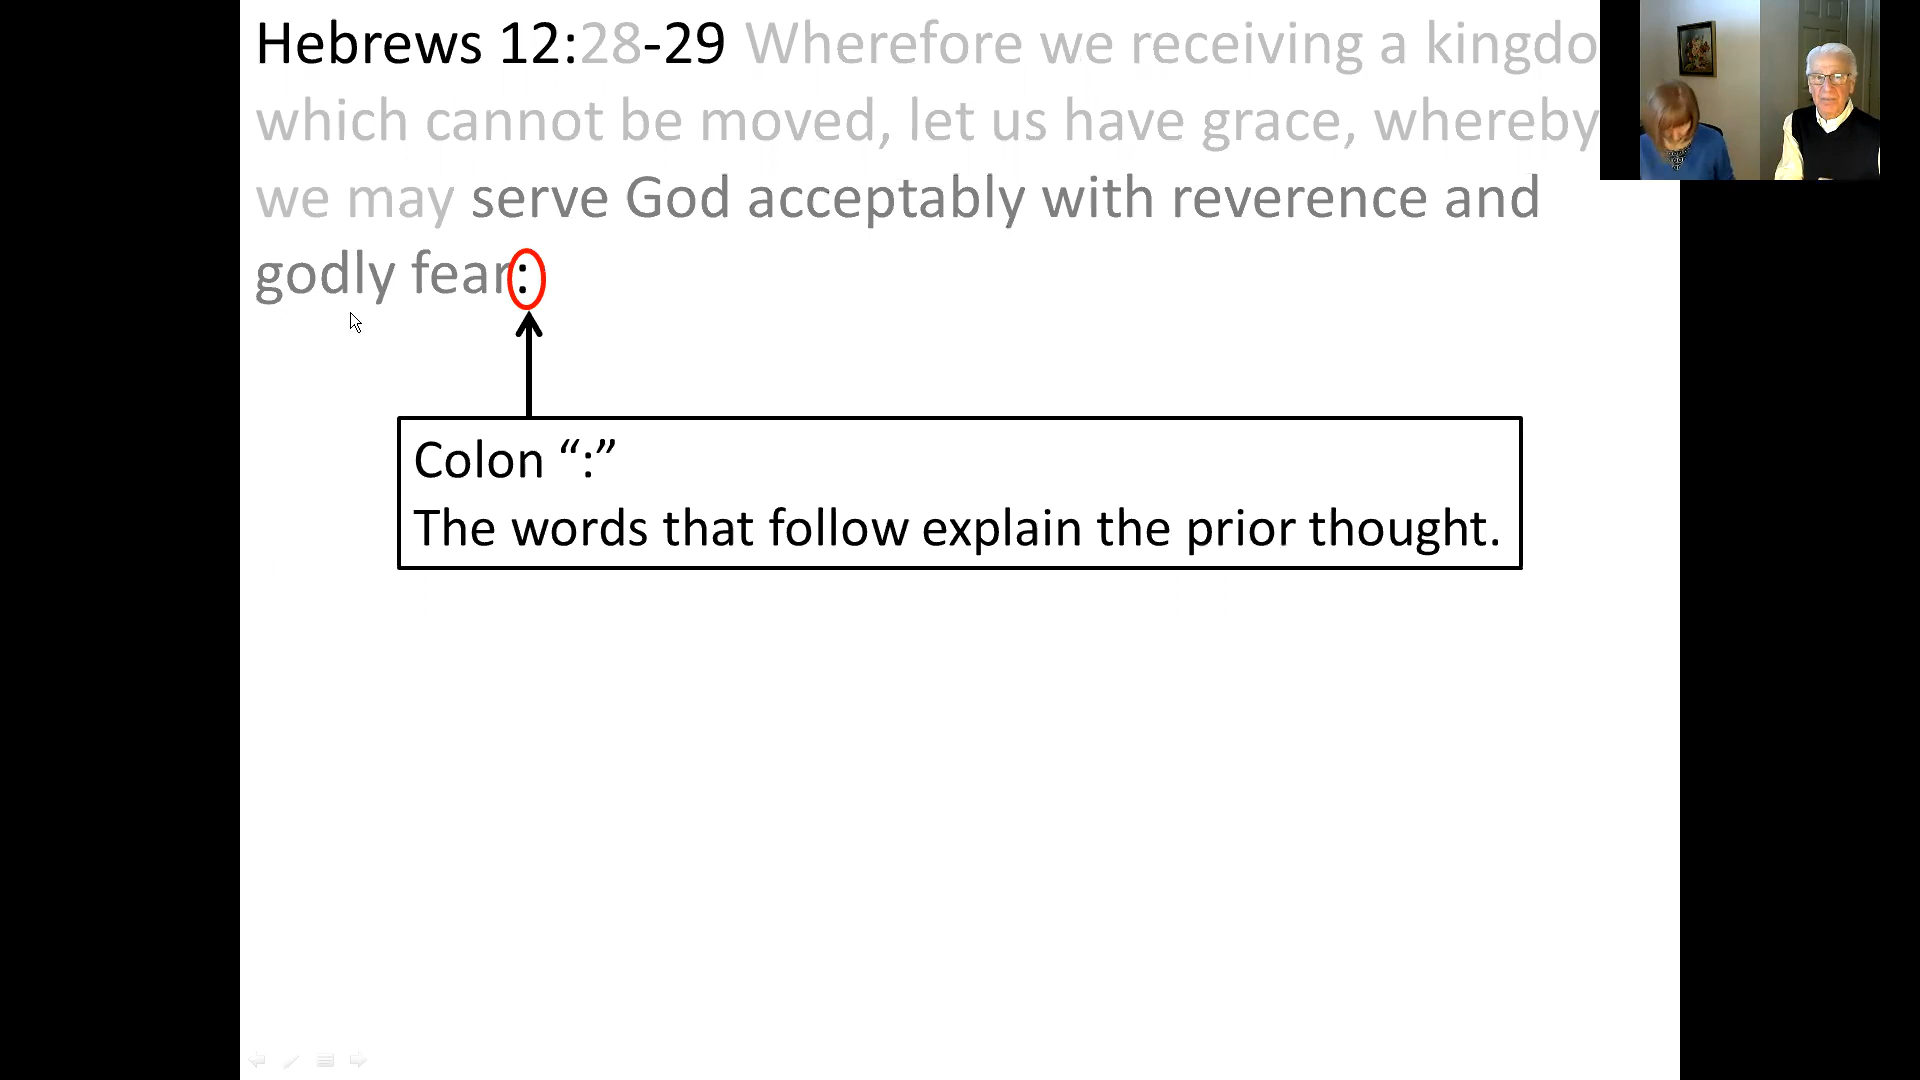 Hebrews 12:28-29 Wherefore we receiving a kingdo
which cannot be moved, let us have grace, whereby
we may serve God acceptably with reverence and
godly fear:
Colon “:”
The words that follow explain the prior thought.